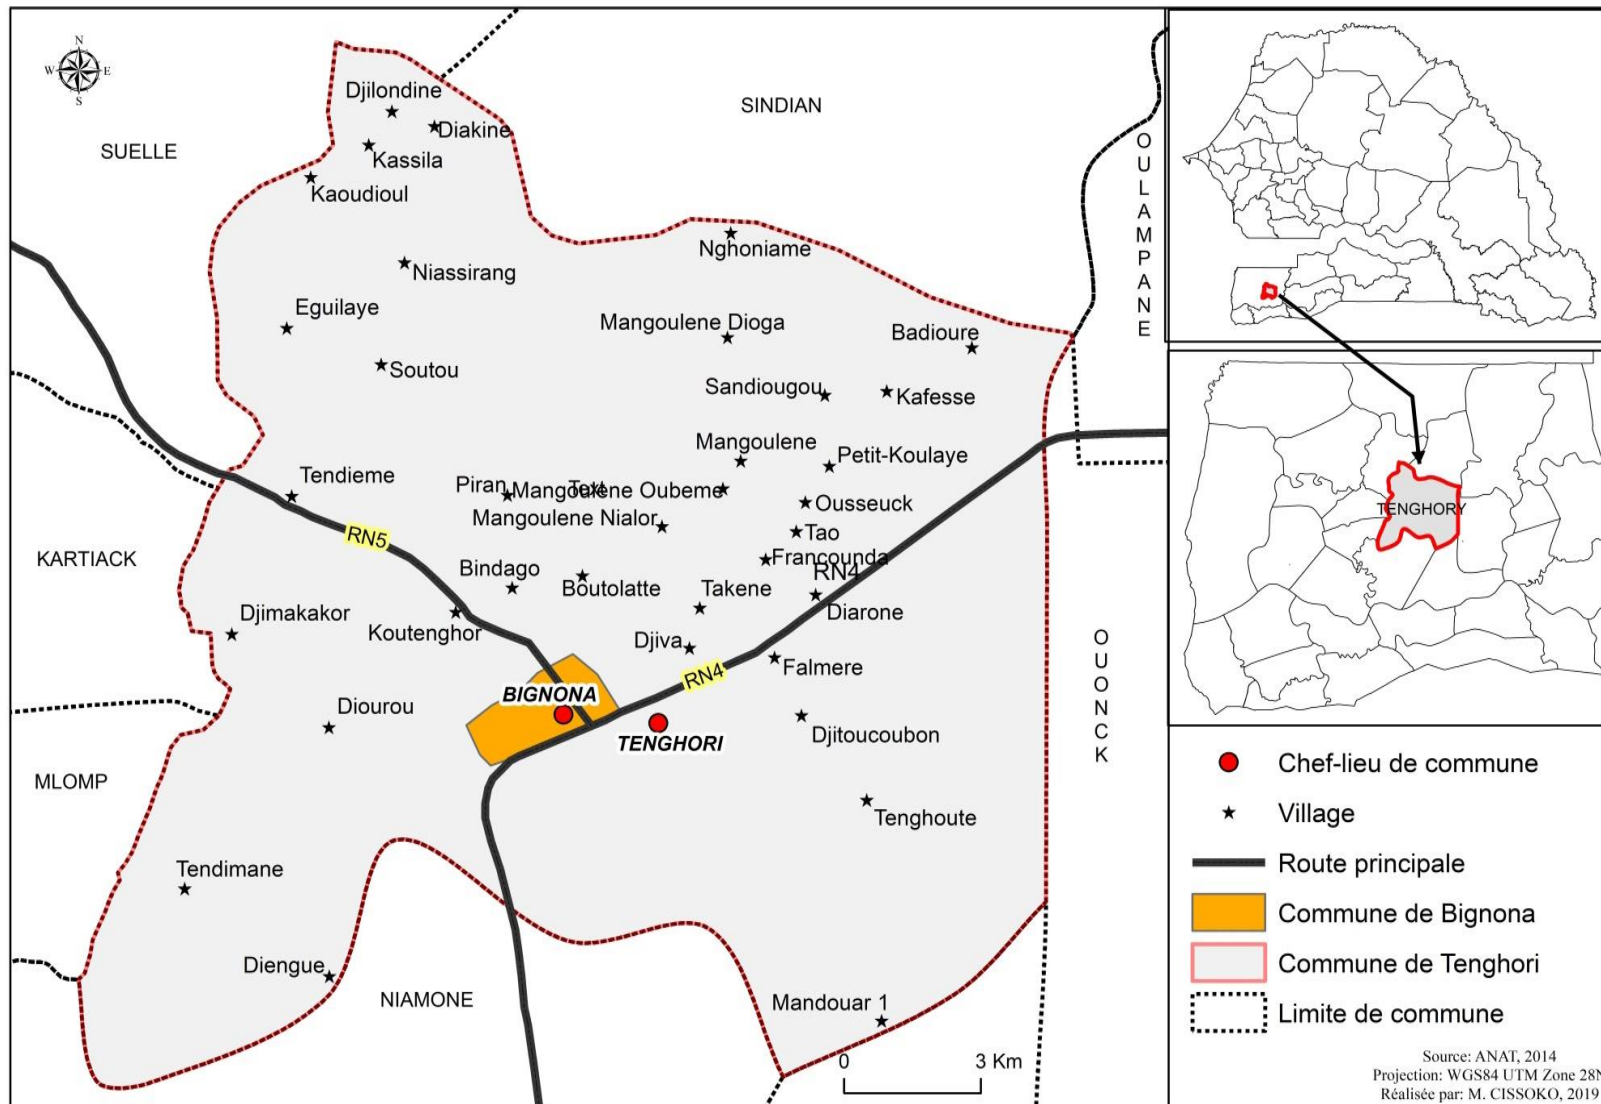 N
W E
S
SUELLE
SINDIAN
OULAMPANE
Djilondine
Diakine
Kassila
Kaoudioul
Nghoniame
Niassirang
Eguilaye
Mangoulene Dioga
Badioure
Soutou
Sandiougou
Kafesse
Mangoulene
Petit-Koulaye
Tendieme
Piran
Mangoulene Oubeme
Text
Ousseuck
Mangoulene Nialor
Tao
RN5
KARTIACK
Francounda
RN4
Bindago
Boutolatte
Takene
Diarone
Djimakakor
Koutenghor
Djiva
Falmere
OUONCK
RN4
BIGNONA
Diourou
TENGHORI
Djitoucoubon
MLOMP
Tenghoute
Tendimane
Diengue
NIAMONE
Mandouar 1
0 3 Km
TENGHORY
Chef-lieu de commune
Village
Route principale
Commune de Bignona
Commune de Tenghori
Limite de commune
Source: ANAT, 2014
Projection: WGS84 UTM Zone 28N
Réalisée par: M. CISSOKO, 2019